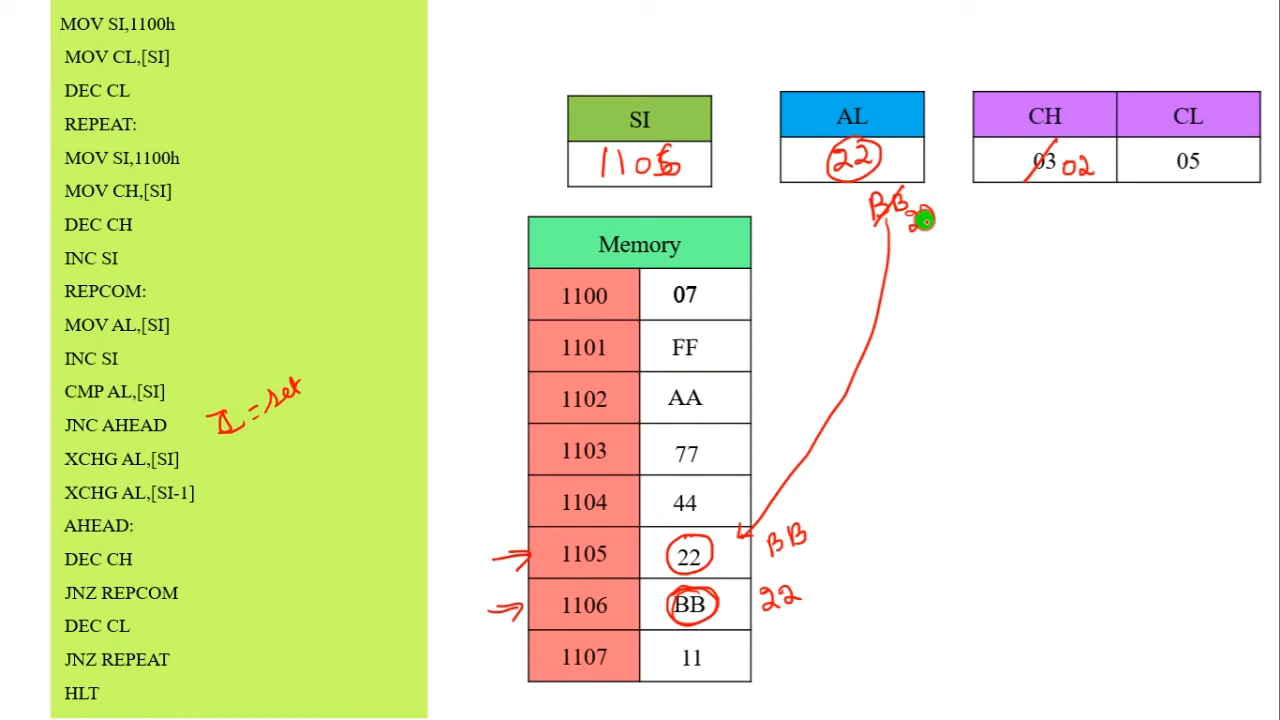 MOV SI,1100h
MOV CL,[SI]
DEC CL
REPEAT:
MOV SI,1100h
MOV CH,[SI]
DEC CH
INC SI
REPCOM:
MOV AL,[SI]
INC SI
CMP AL,[SI]
JNC AHEAD
XCHG AL,[SI]
XCHG AL,[SI-1]
AHEAD:
DEC CH
JNZ REPCOM
DEC CL
JNZ REPEAT
HLT
= set
SI
110
AL
22
BB
CH CL
03 02 05
Memory
1100 07
1101 FF
1102 AA
1103 77
1104 44
1105 22 BB
1106 BB 22
1107 11